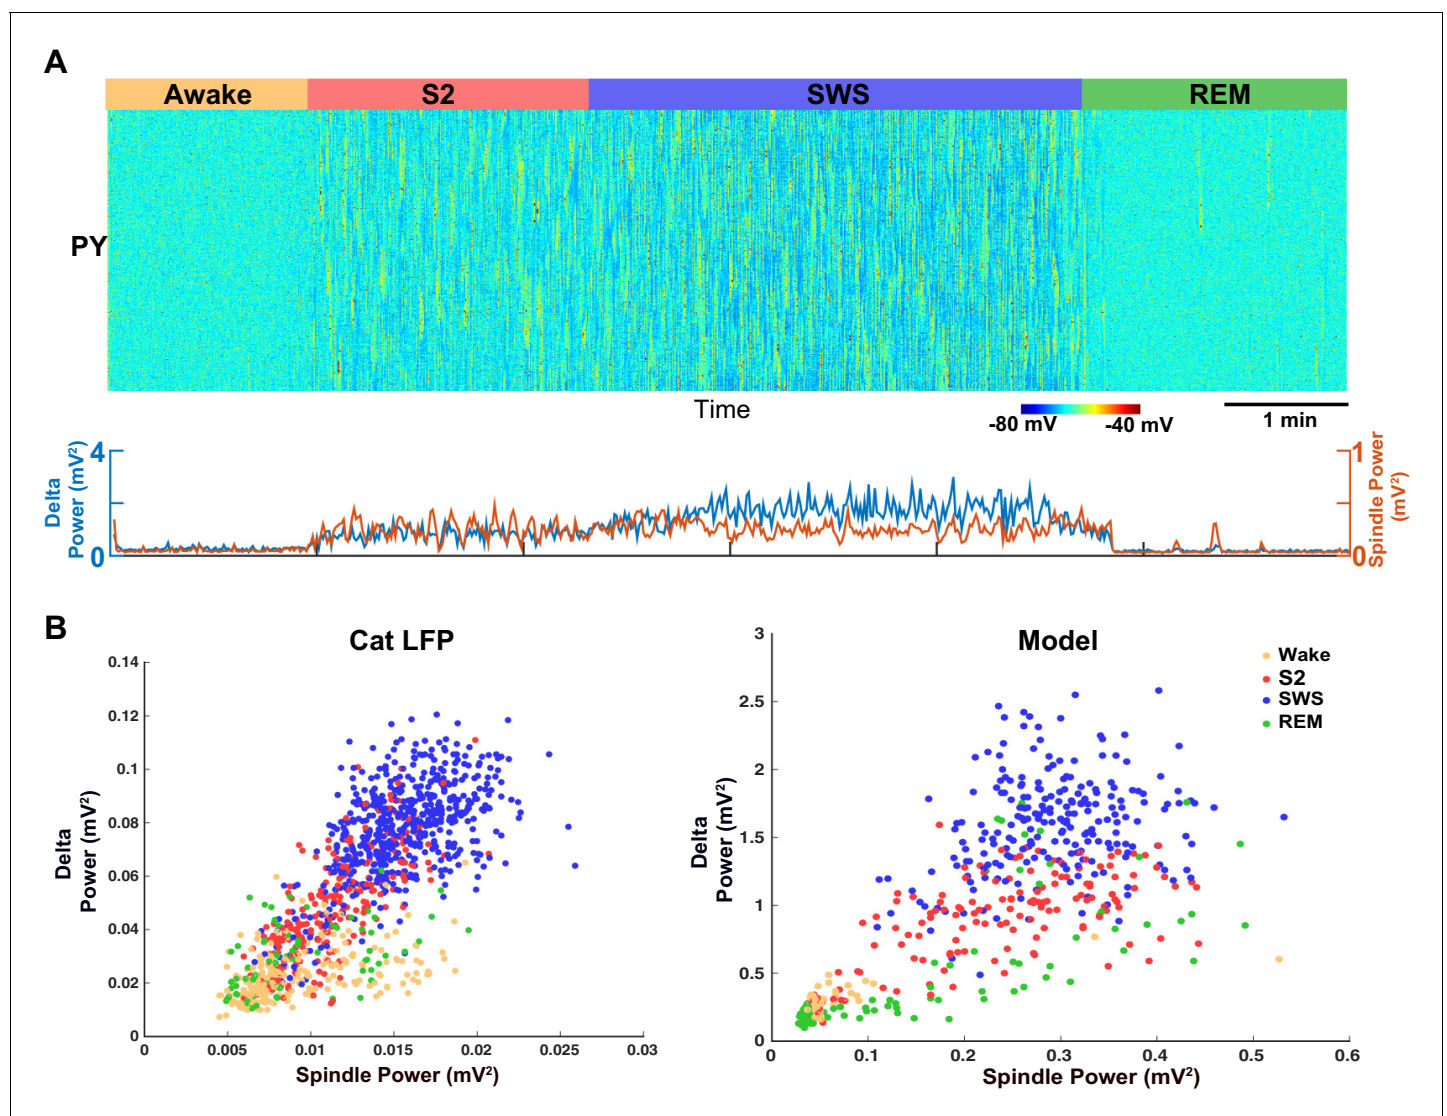 A
Awake S2 SWS REM
PY
Time
-80 mV -40 mV
1 min
Delta
Power (mV²)
4
0
1
0
Spindle Power
(mV²)
B
Cat LFP
Delta
Power (mV²)
0.14
0.12
0.1
0.08
0.06
0.04
0.02
0
0 0.005 0.01 0.015 0.02 0.025 0.03
Spindle Power (mV²)
Model
Delta
Power (mV²)
3
2.5
2
1.5
1
0.5
0
0 0.1 0.2 0.3 0.4 0.5 0.6
Spindle Power (mV²)
Wake
S2
SWS
REM